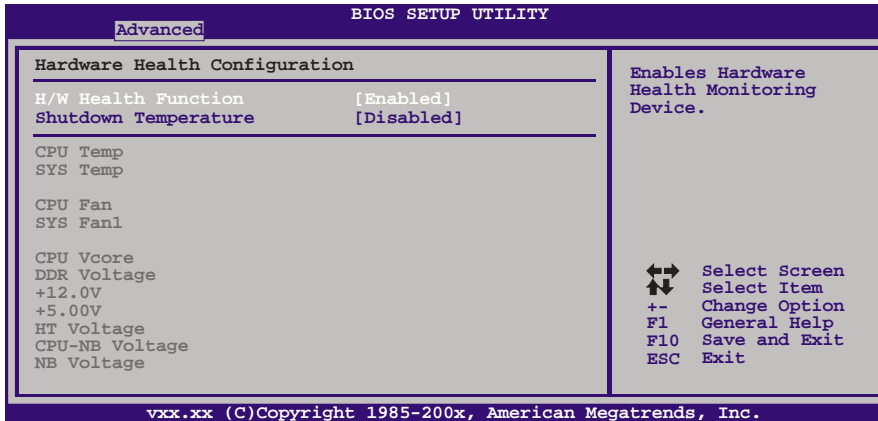 BIOS SETUP UTILITY
Advanced
Hardware Health Configuration
H/W Health Function [Enabled]
Shutdown Temperature [Disabled]
CPU Temp
SYS Temp
CPU Fan
SYS Fan1
CPU Vcore
DDR Voltage
+12.0V
+5.00V
HT Voltage
CPU-NB Voltage
NB Voltage
Enables Hardware
Health Monitoring
Device.
Select Screen
Select Item
+- Change Option
F1 General Help
F10 Save and Exit
ESC Exit
vxx.xx (C)Copyright 1985-200x, American Megatrends, Inc.